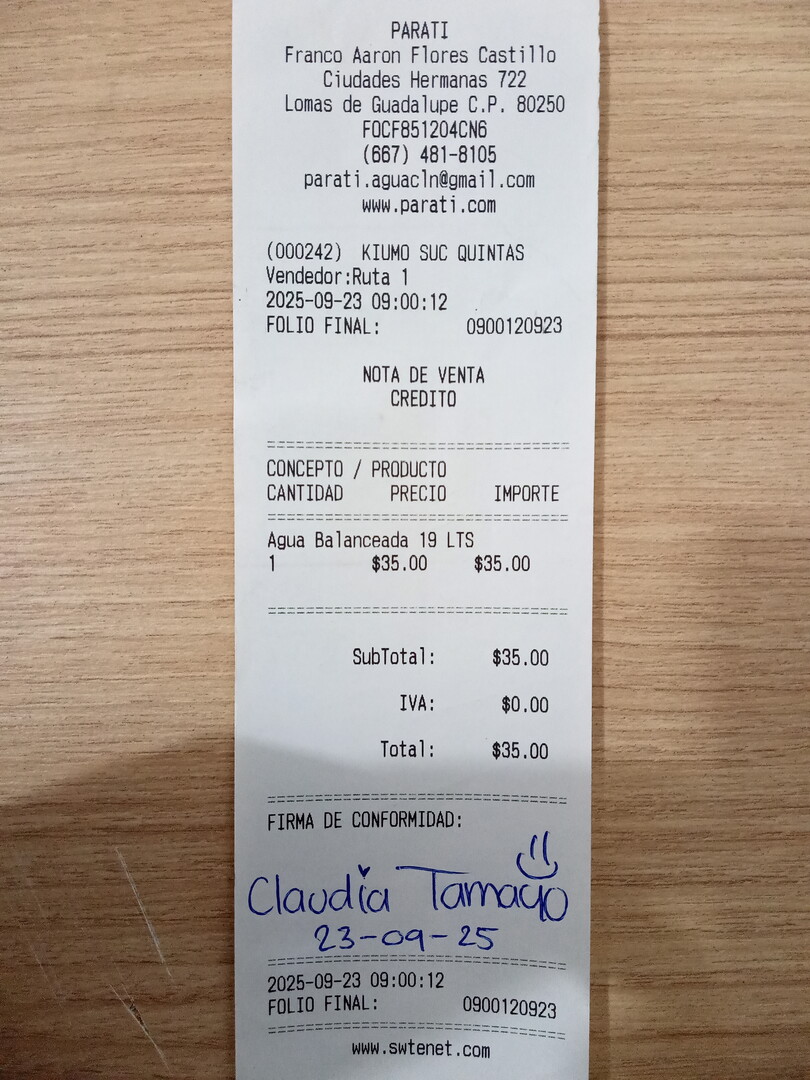 PARATI
Franco Aaron Flores Castillo
Ciudades Hermanas 722
Lomas de Guadalupe C.P. 80250
FOCF851204CN6
(667) 481-8105
parati.aguacln@gmail.com
www.parati.com
(000242) KIUMO SUC QUINTAS
Vendedor:Ruta 1
2025-09-23 09:00:12
FOLIO FINAL: 0900120923
NOTA DE VENTA
CREDITO
CONCEPTO / PRODUCTO
CANTIDAD PRECIO IMPORTE
Agua Balanceada 19 LTS
1 $35.00 $35.00
SubTotal: $35.00
IVA: $0.00
Total: $35.00
FIRMA DE CONFORMIDAD:
Claudia Tamayo
23-09-25
2025-09-23 09:00:12
FOLIO FINAL: 0900120923
www.swtenet.com